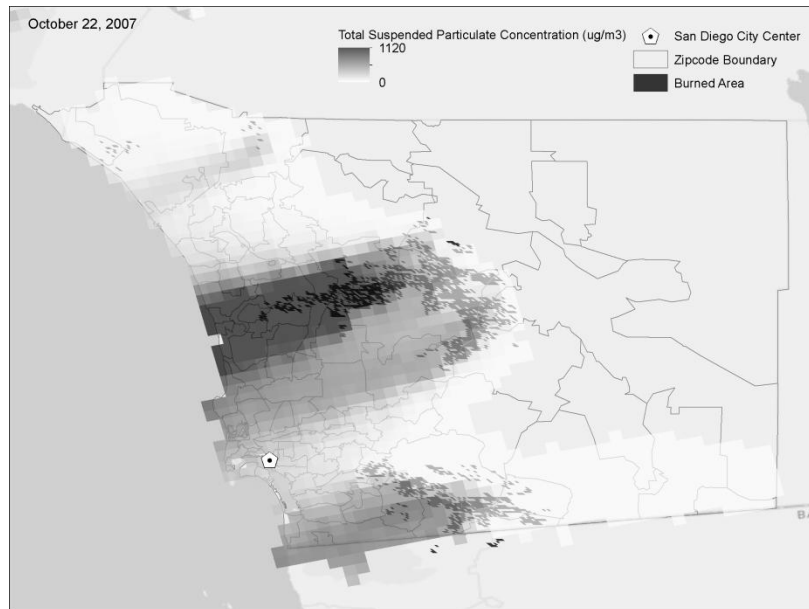 October 22, 2007
Total Suspended Particulate Concentration (ug/m3)
1120
0
San Diego City Center
Zipcode Boundary
Burned Area